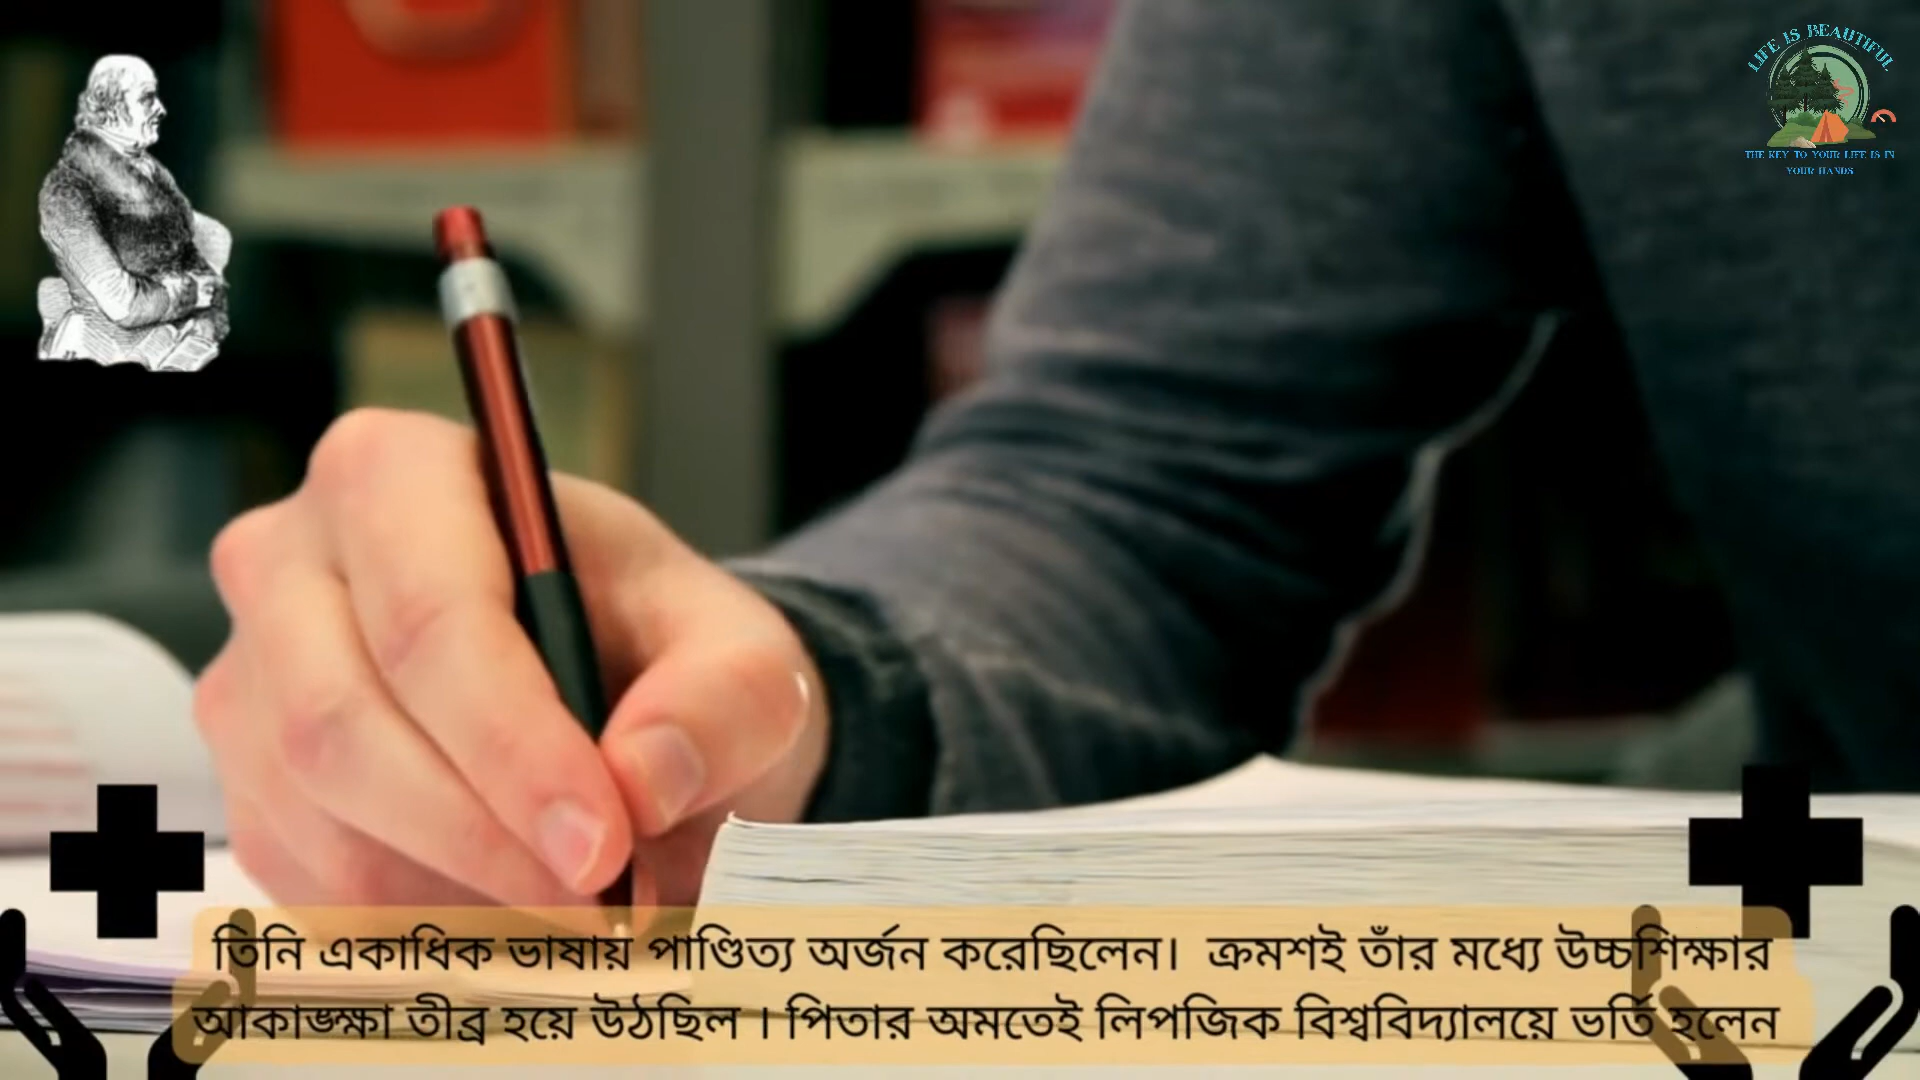 LIFE IS BEAUTIFUL
THE KEY TO YOUR LIFE IS IN
YOUR HANDS
তিনি একাধিক ভাষায় পাণ্ডিত্য অর্জন করেছিলেন। ক্রমশই তাঁর মধ্যে উচ্চশিক্ষার
আকাঙ্ক্ষা তীব্র হয়ে উঠছিল । পিতার অমতেই লিপজিক বিশ্ববিদ্যালয়ে ভর্তি হলেন